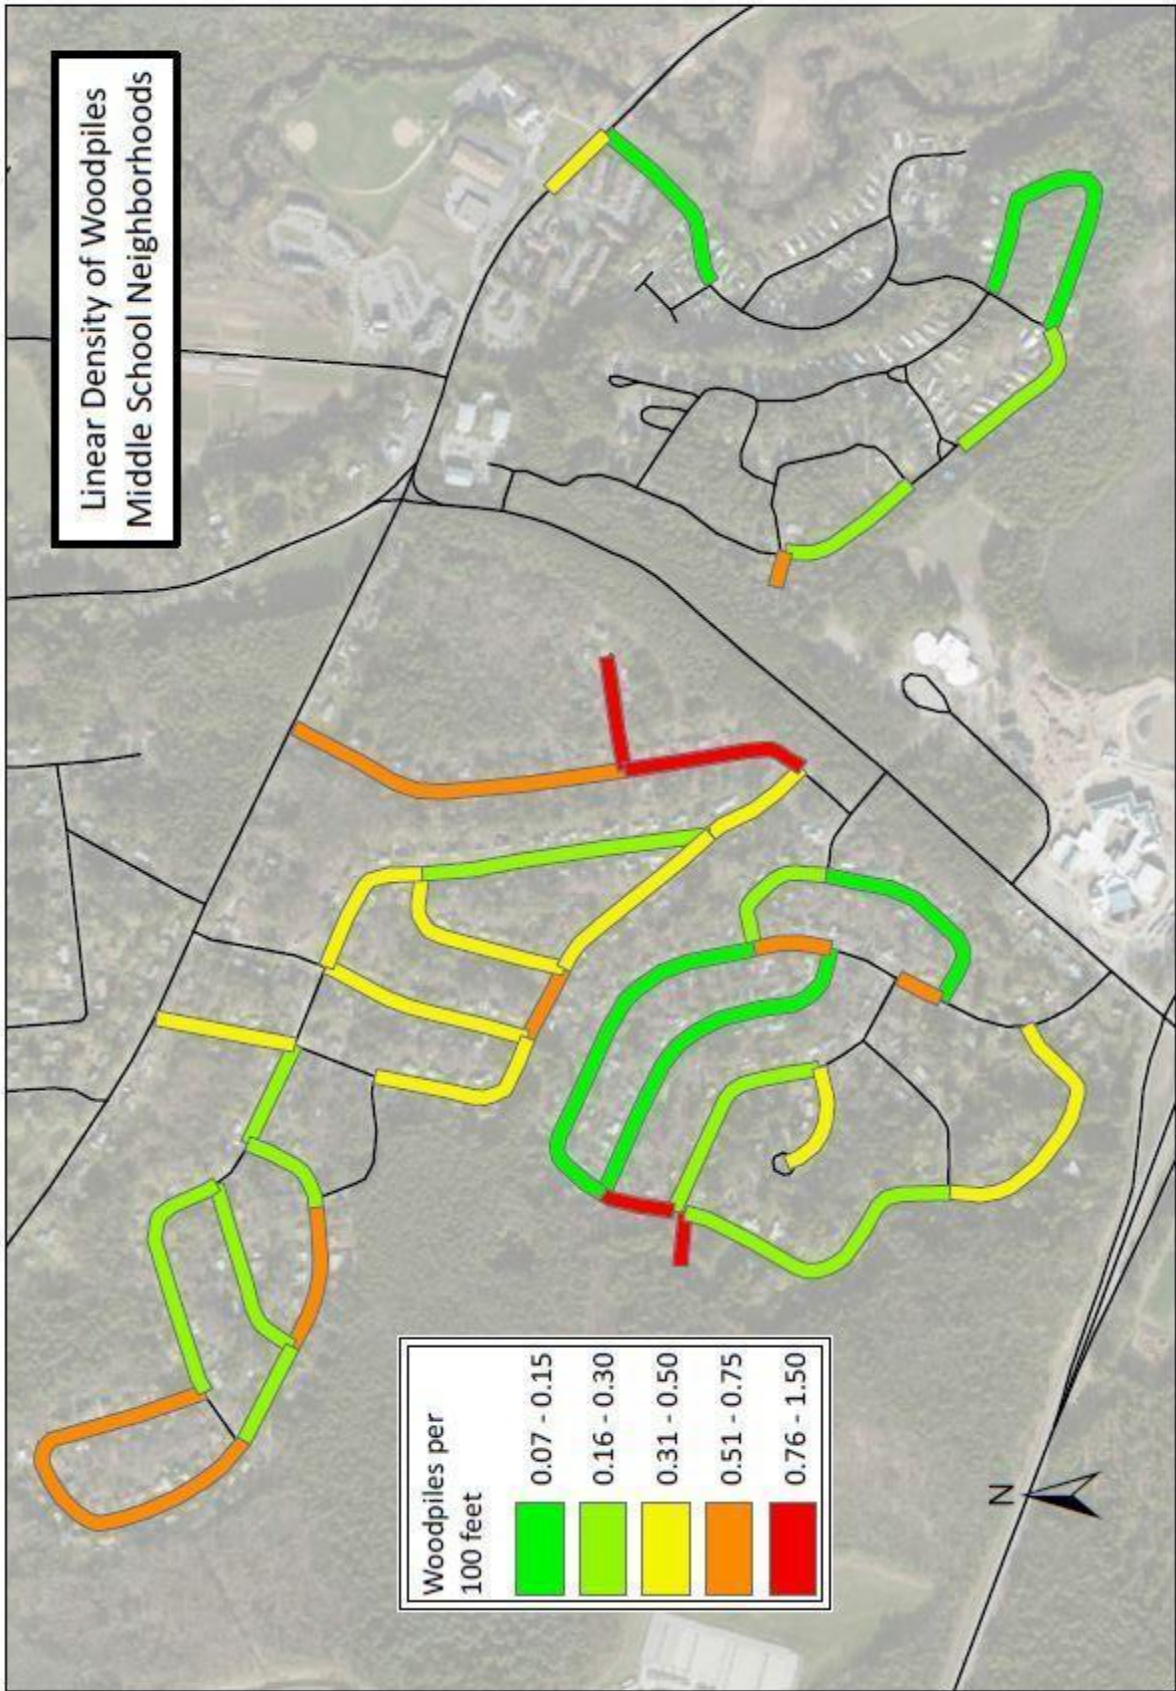 Linear Density of Woodpiles
Middle School Neighborhoods
Woodpiles per
100 feet
0.07 - 0.15
0.16 - 0.30
0.31 - 0.50
0.51 - 0.75
0.76 - 1.50
N